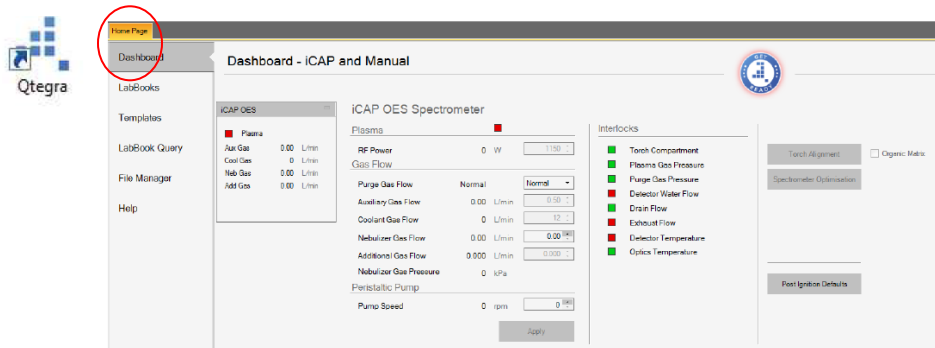 Qtegra
Home Page
Dashboard
LabBooks
Templates
LabBook Query
File Manager
Help
Dashboard - iCAP and Manual
GET
READY
iCAP OES
Plasma
Aux Gas 0.00 L/min
Cool Gas 0 L/min
Neb Gas 0.00 L/min
Add Gas 0.00 L/min
iCAP OES Spectrometer
Plasma
RF Power 0 W 1150
Gas Flow
Purge Gas Flow Normal Normal
Auxiliary Gas Flow 0.00 L/min 0.50
Coolant Gas Flow 0 L/min 12
Nebulizer Gas Flow 0.00 L/min 0.00
Additional Gas Flow 0.000 L/min 0.000
Nebulizer Gas Pressure 0 kPa
Peristaltic Pump
Pump Speed 0 rpm 0
Apply
Interlocks
Torch Compartment
Plasma Gas Pressure
Purge Gas Pressure
Detector Water Flow
Drain Flow
Exhaust Flow
Detector Temperature
Optics Temperature
Torch Alignment
Organic Matrix
Spectrometer Optimisation
Post Ignition Defaults